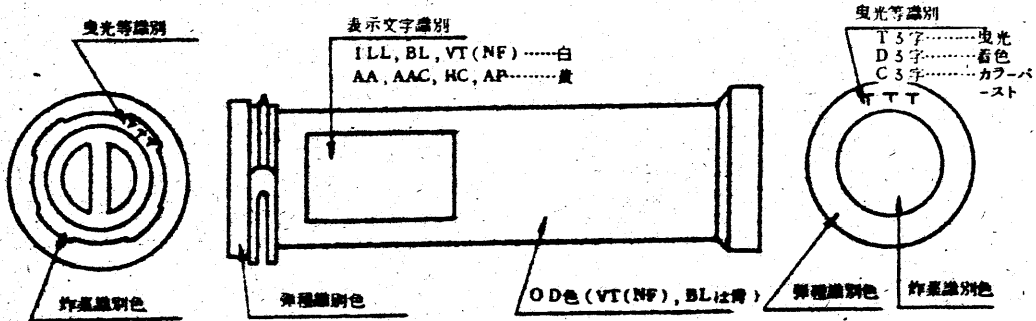 曳光等識別
表示文字識別
ILL, BL, VT(NF)……白
AA, AAC, HC, AP……黄
曳光等識別
T 3字………曳光
D 3字………着色
C 3字………カラーバ
ースト
T T T
T T T
炸薬識別色
弾種識別色
OD色(VT(NF), BLは青)
弾種識別色
炸薬識別色